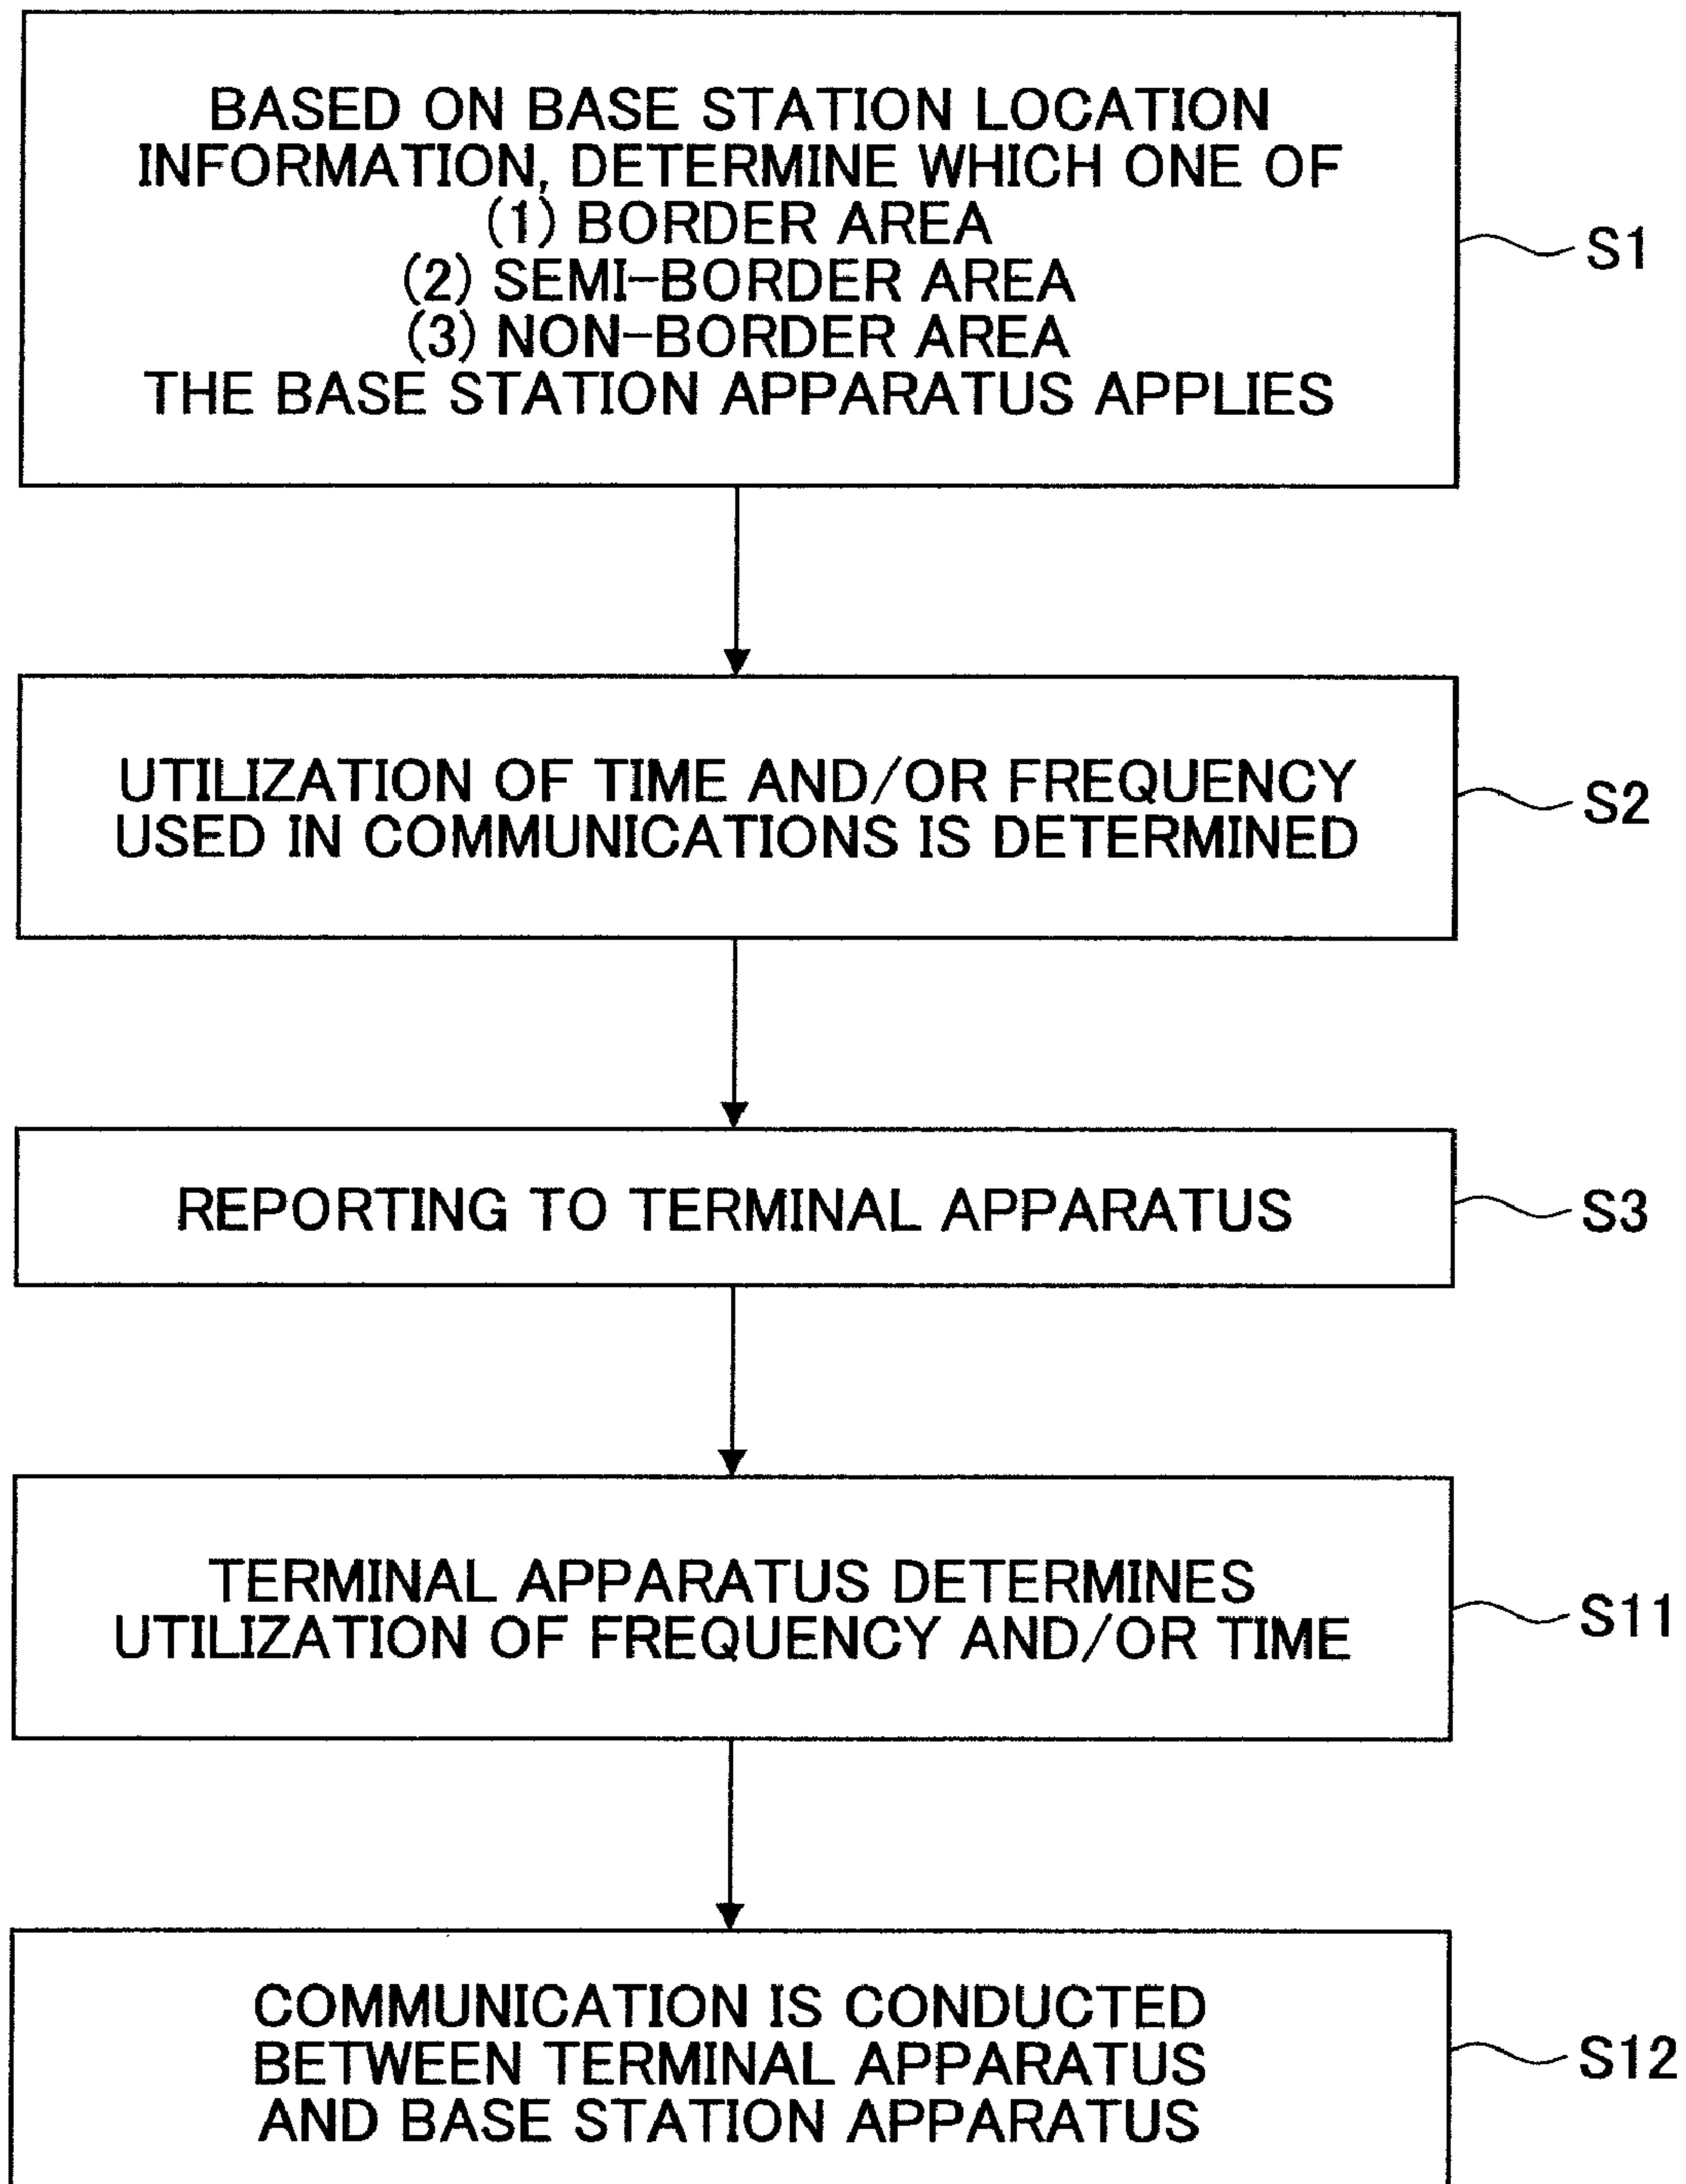 BASED ON BASE STATION LOCATION
INFORMATION, DETERMINE WHICH ONE OF
(1) BORDER AREA
(2) SEMI-BORDER AREA
(3) NON-BORDER AREA
THE BASE STATION APPARATUS APPLIES
S1
UTILIZATION OF TIME AND/OR FREQUENCY
USED IN COMMUNICATIONS IS DETERMINED
S2
REPORTING TO TERMINAL APPARATUS
S3
TERMINAL APPARATUS DETERMINES
UTILIZATION OF FREQUENCY AND/OR TIME
S11
COMMUNICATION IS CONDUCTED
BETWEEN TERMINAL APPARATUS
AND BASE STATION APPARATUS
S12